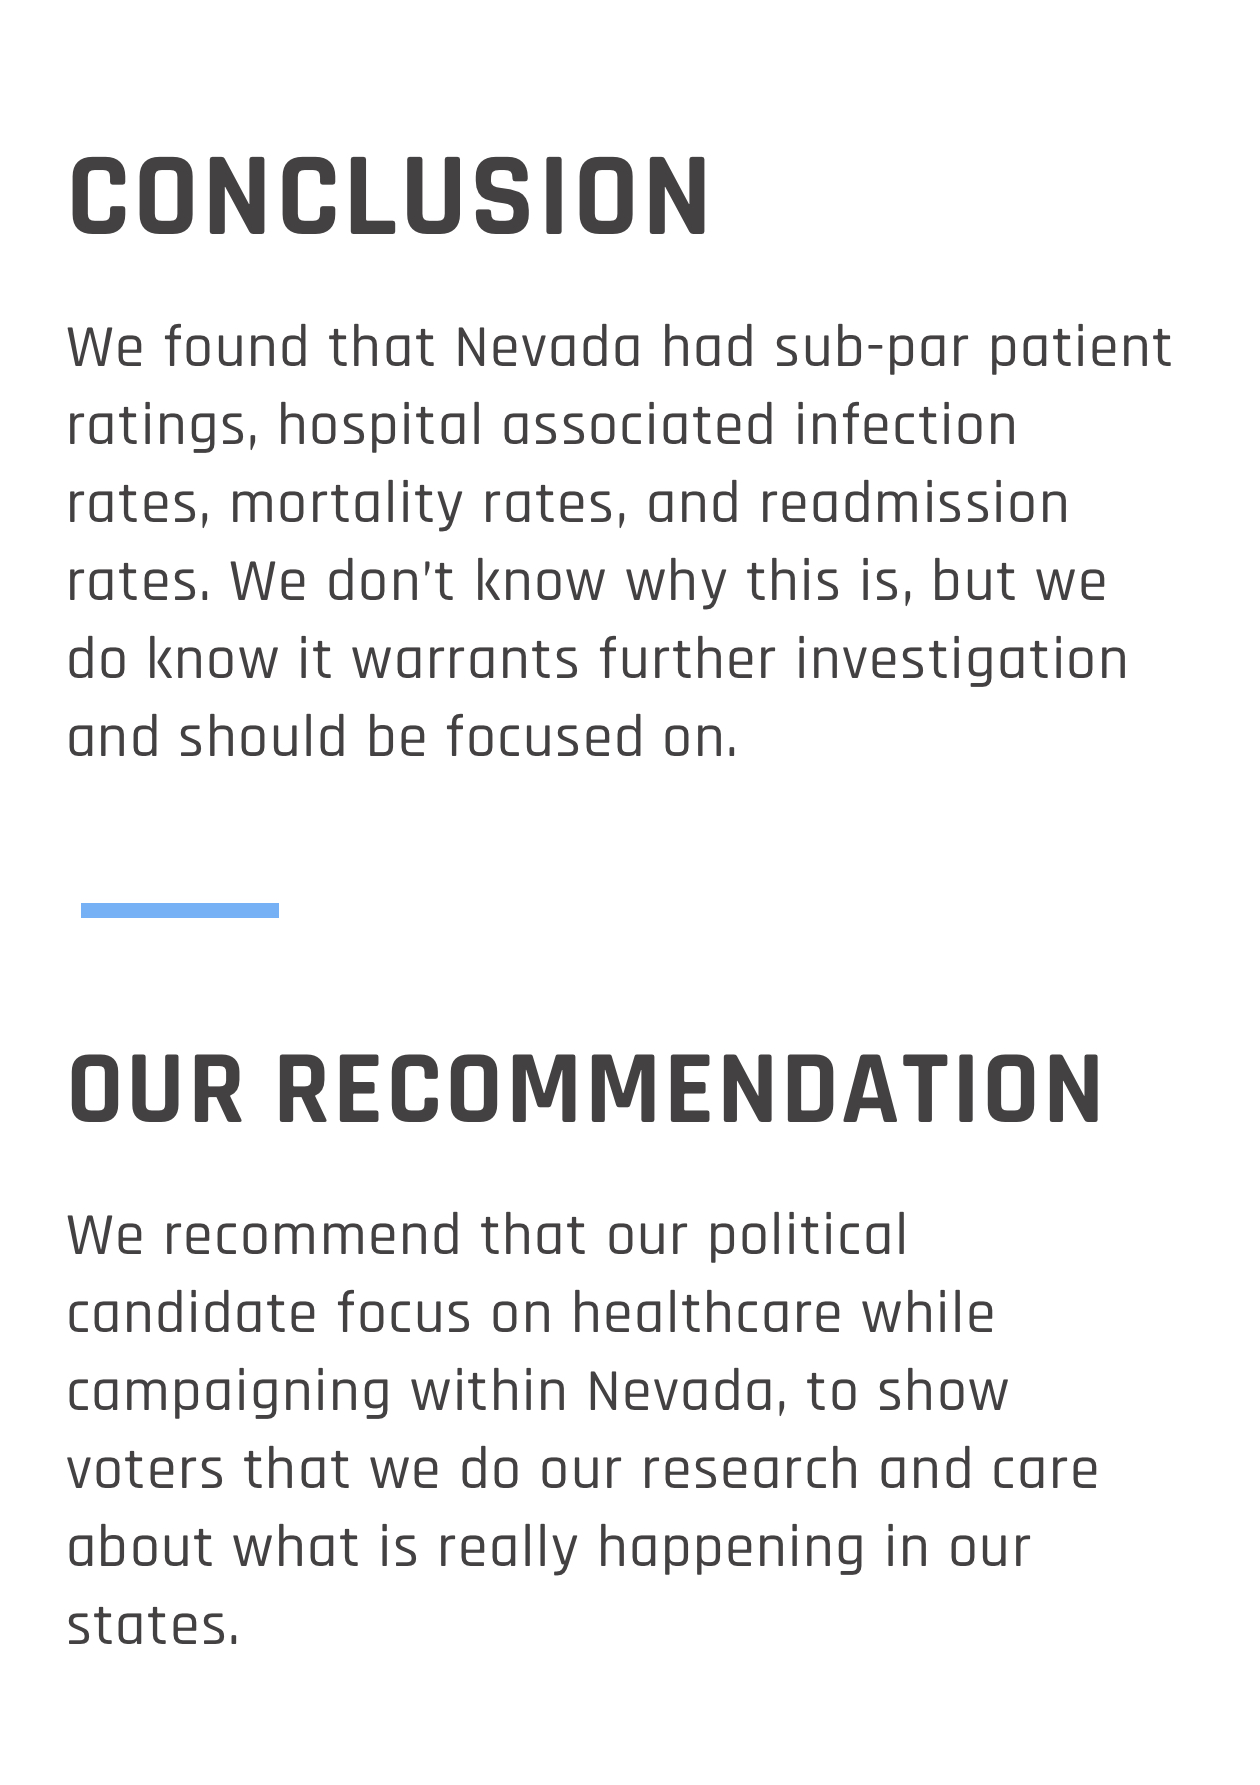 CONCLUSION
We found that Nevada had sub-par patient
ratings, hospital associated infection
rates, mortality rates, and readmission
rates. We don't know why this is, but we
do know it warrants further investigation
and should be focused on.
OUR RECOMMENDATION
We recommend that our political
candidate focus on healthcare while
campaigning within Nevada, to show
voters that we do our research and care
about what is really happening in our
states.